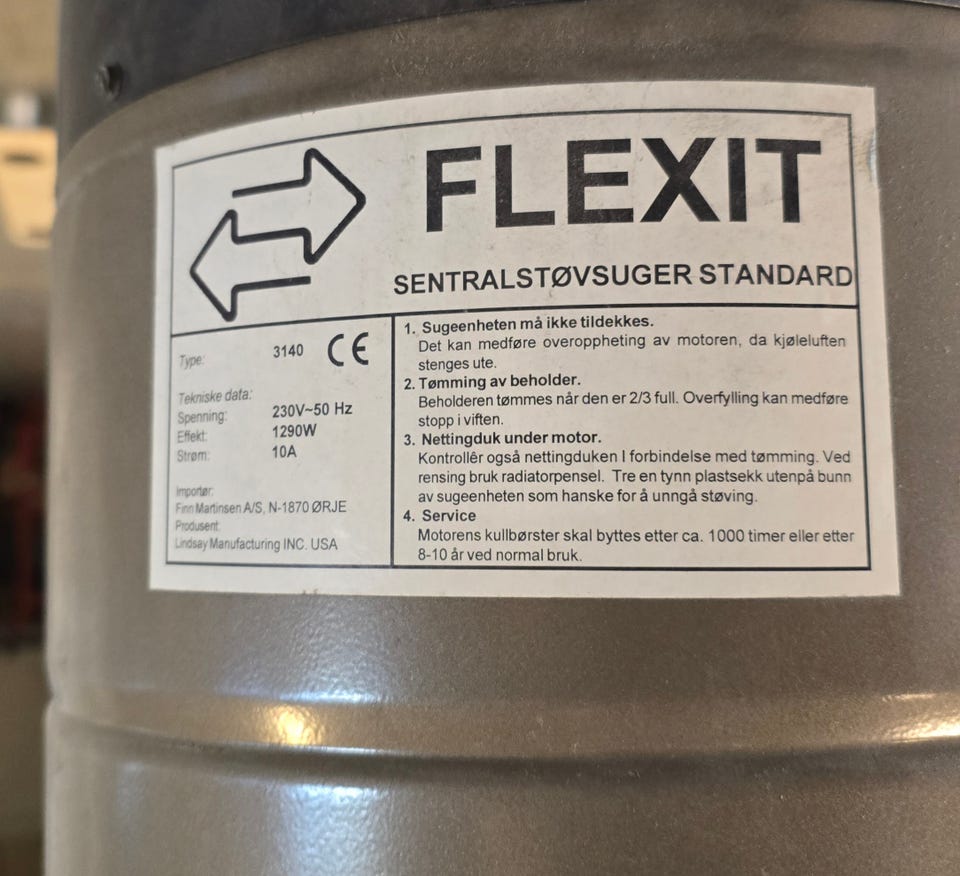 FLEXIT
SENTRALSTØVSUGER STANDARD
Type: 3140 CE
Tekniske data:
Spenning: 230V~50 Hz
Effekt: 1290W
Strøm: 10A
Importør:
Finn Martinsen A/S, N-1870 ØRJE
Produsent:
Lindsay Manufacturing INC. USA
1. Sugeenheten må ikke tildekkes.
Det kan medføre overoppheting av motoren, da kjøleluften
stenges ute.
2. Tømming av beholder.
Beholderen tømmes når den er 2/3 full. Overfylling kan medføre
stopp i viften.
3. Nettingduk under motor.
Kontrollêr også nettingduken I forbindelse med tømming. Ved
rensing bruk radiatorpensel. Tre en tynn plastsekk utenpå bunn
av sugeenheten som hanske for å unngå støving.
4. Service
Motorens kullbørster skal byttes etter ca. 1000 timer eller etter
8-10 år ved normal bruk.